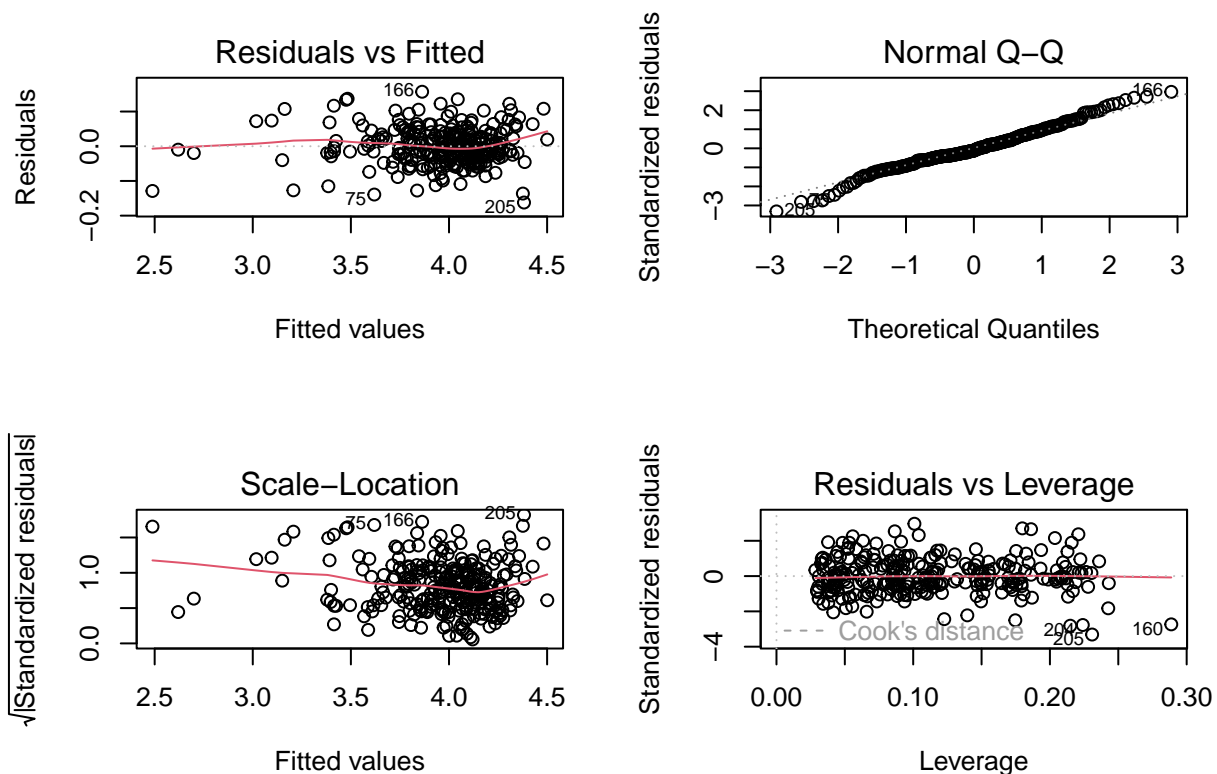 Residuals vs Fitted
Residuals
0.0
−0.2
166
75
205
2.5 3.0 3.5 4.0 4.5
Fitted values
Normal Q−Q
Standardized residuals
2
0
−3
166
205
−3 −2 −1 0 1 2 3
Theoretical Quantiles
Scale−Location
√|Standardized residuals|
1.0
0.0
75
166
205
2.5 3.0 3.5 4.0 4.5
Fitted values
Residuals vs Leverage
Standardized residuals
0
−4
Cook's distance
204
205
160
0.00 0.10 0.20 0.30
Leverage